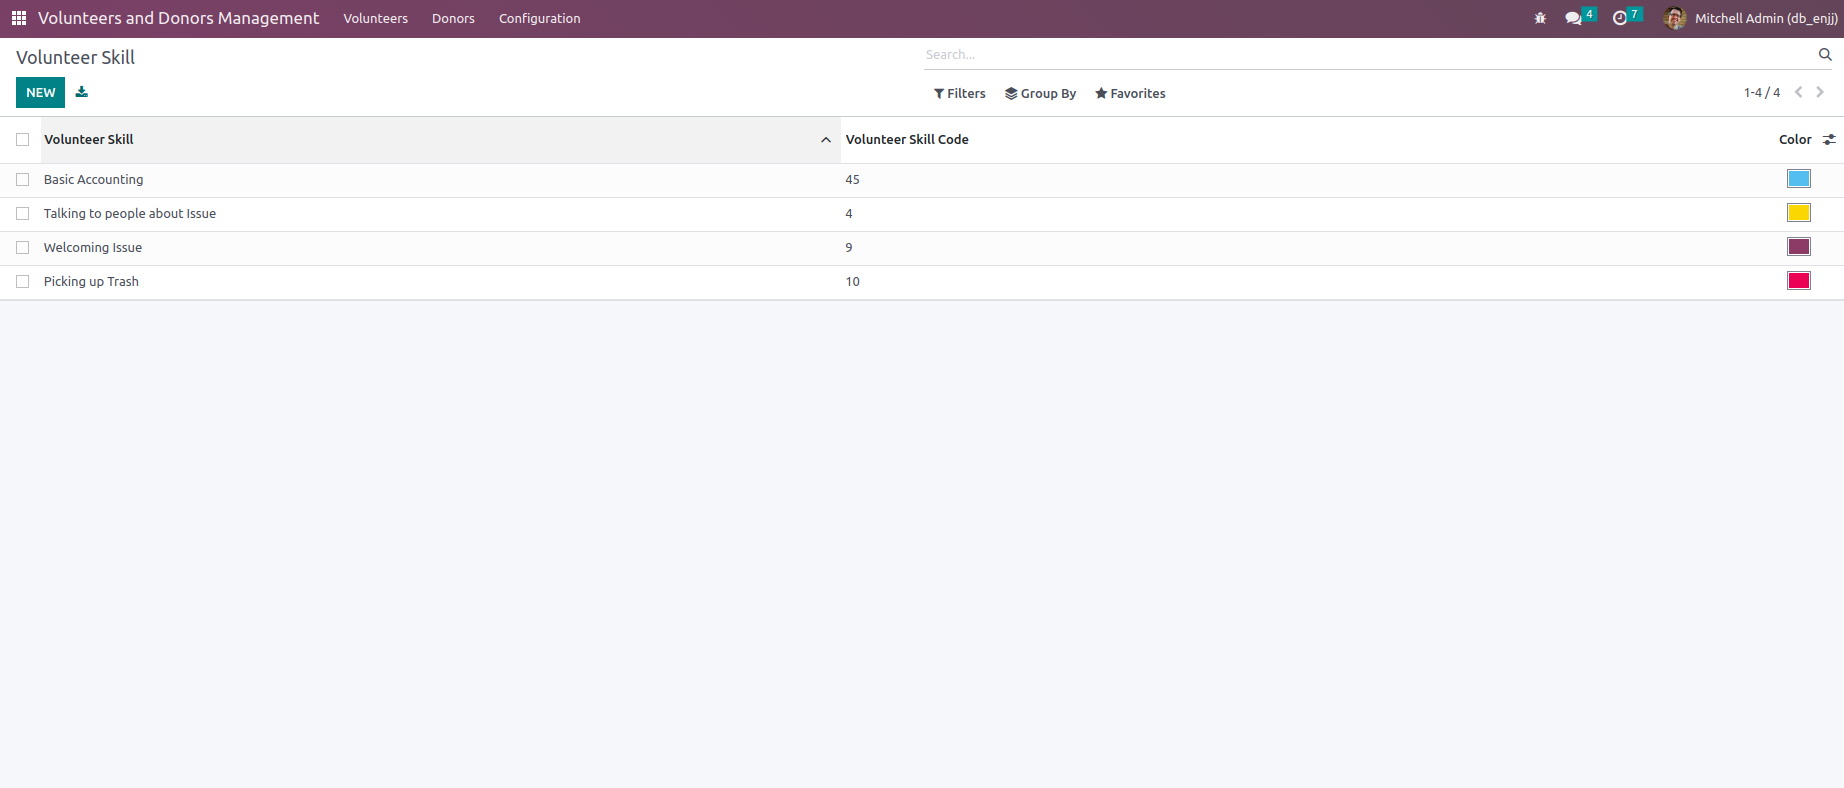 Volunteers and Donors Management Volunteers Donors Configuration 4 7 Mitchell Admin (db_enjj)
Volunteer Skill
Search...
NEW
Filters Group By Favorites 1-4 / 4
Volunteer Skill Volunteer Skill Code Color
Basic Accounting 45
Talking to people about Issue 4
Welcoming Issue 9
Picking up Trash 10